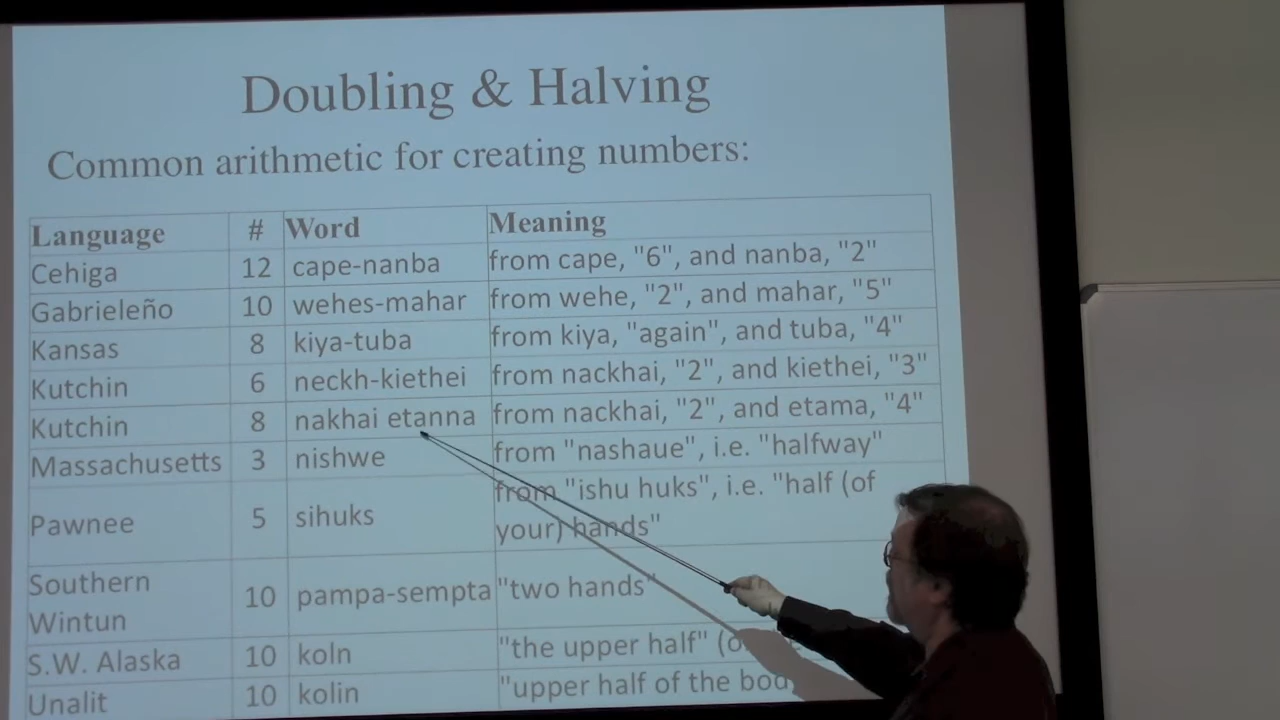 Doubling & Halving
Common arithmetic for creating numbers:
Language # Word Meaning
Cehiga 12 cape-nanba from cape, "6", and nanba, "2"
Gabrieleño 10 wehes-mahar from wehe, "2", and mahar, "5"
Kansas 8 kiya-tuba from kiya, "again", and tuba, "4"
Kutchin 6 neckh-kiethei from nackhai, "2", and kiethei, "3"
Kutchin 8 nakhai etanna from nackhai, "2", and etama, "4"
Massachusetts 3 nishwe from "nashaue", i.e. "halfway"
Pawnee 5 sihuks from "ishu huks", i.e. "half (of
your) hands"
Southern
Wintun 10 pampa-sempta "two hands"
S.W. Alaska 10 koln "the upper half"
Unalit 10 kolin "upper half of the